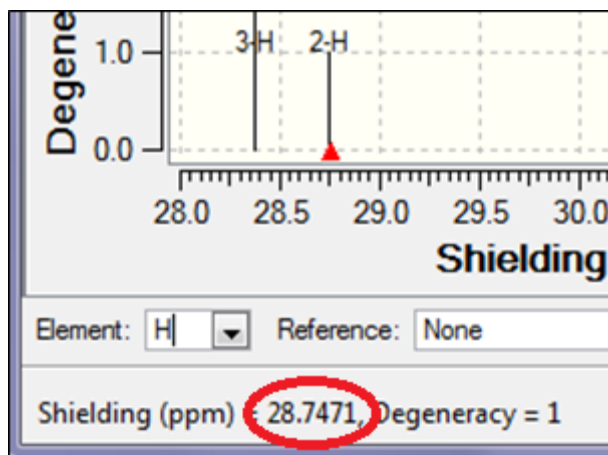 Degene
1.0
0.0
3-H 2-H
28.0 28.5 29.0 29.5 30.0
Shielding
Element: H Reference: None
Shielding (ppm) = 28.7471, Degeneracy = 1